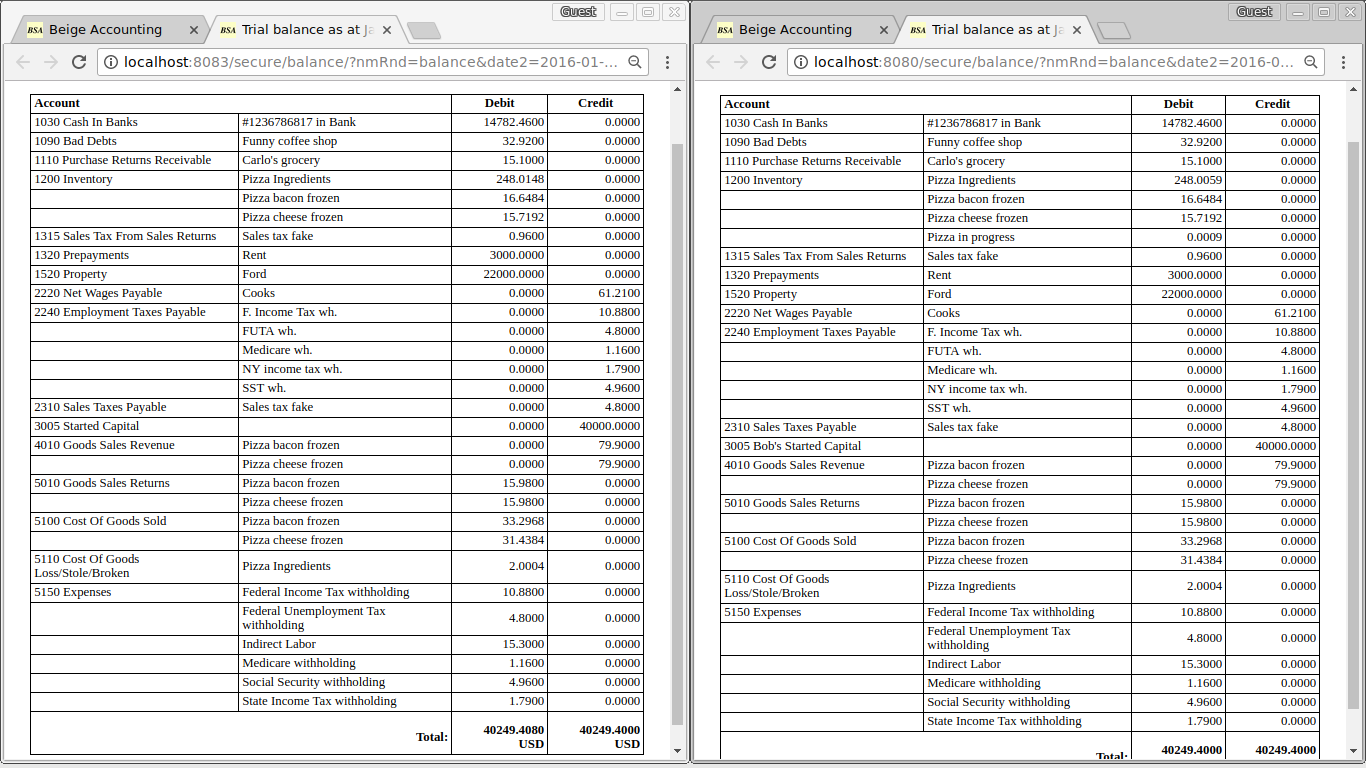 Guest
BSA Beige Accounting
BSA Trial balance as at Ja
localhost:8083/secure/balance/?nmRnd=balance&date2=2016-01-...
Account Debit Credit
1030 Cash In Banks #1236786817 in Bank 14782.4600 0.0000
1090 Bad Debts Funny coffee shop 32.9200 0.0000
1110 Purchase Returns Receivable Carlo's grocery 15.1000 0.0000
1200 Inventory Pizza Ingredients 248.0148 0.0000
Pizza bacon frozen 16.6484 0.0000
Pizza cheese frozen 15.7192 0.0000
1315 Sales Tax From Sales Returns Sales tax fake 0.9600 0.0000
1320 Prepayments Rent 3000.0000 0.0000
1520 Property Ford 22000.0000 0.0000
2220 Net Wages Payable Cooks 0.0000 61.2100
2240 Employment Taxes Payable F. Income Tax wh. 0.0000 10.8800
FUTA wh. 0.0000 4.8000
Medicare wh. 0.0000 1.1600
NY income tax wh. 0.0000 1.7900
SST wh. 0.0000 4.9600
2310 Sales Taxes Payable Sales tax fake 0.0000 4.8000
3005 Started Capital 0.0000 40000.0000
4010 Goods Sales Revenue Pizza bacon frozen 0.0000 79.9000
Pizza cheese frozen 0.0000 79.9000
5010 Goods Sales Returns Pizza bacon frozen 15.9800 0.0000
Pizza cheese frozen 15.9800 0.0000
5100 Cost Of Goods Sold Pizza bacon frozen 33.2968 0.0000
Pizza cheese frozen 31.4384 0.0000
5110 Cost Of Goods
Loss/Stole/Broken Pizza Ingredients 2.0004 0.0000
5150 Expenses Federal Income Tax withholding 10.8800 0.0000
Federal Unemployment Tax
withholding 4.8000 0.0000
Indirect Labor 15.3000 0.0000
Medicare withholding 1.1600 0.0000
Social Security withholding 4.9600 0.0000
State Income Tax withholding 1.7900 0.0000
Total: 40249.4080 40249.4000
USD USD
Guest
BSA Beige Accounting
BSA Trial balance as at Ja
localhost:8080/secure/balance/?nmRnd=balance&date2=2016-0...
Account Debit Credit
1030 Cash In Banks #1236786817 in Bank 14782.4600 0.0000
1090 Bad Debts Funny coffee shop 32.9200 0.0000
1110 Purchase Returns Receivable Carlo's grocery 15.1000 0.0000
1200 Inventory Pizza Ingredients 248.0059 0.0000
Pizza bacon frozen 16.6484 0.0000
Pizza cheese frozen 15.7192 0.0000
Pizza in progress 0.0009 0.0000
1315 Sales Tax From Sales Returns Sales tax fake 0.9600 0.0000
1320 Prepayments Rent 3000.0000 0.0000
1520 Property Ford 22000.0000 0.0000
2220 Net Wages Payable Cooks 0.0000 61.2100
2240 Employment Taxes Payable F. Income Tax wh. 0.0000 10.8800
FUTA wh. 0.0000 4.8000
Medicare wh. 0.0000 1.1600
NY income tax wh. 0.0000 1.7900
SST wh. 0.0000 4.9600
2310 Sales Taxes Payable Sales tax fake 0.0000 4.8000
3005 Bob's Started Capital 0.0000 40000.0000
4010 Goods Sales Revenue Pizza bacon frozen 0.0000 79.9000
Pizza cheese frozen 0.0000 79.9000
5010 Goods Sales Returns Pizza bacon frozen 15.9800 0.0000
Pizza cheese frozen 15.9800 0.0000
5100 Cost Of Goods Sold Pizza bacon frozen 33.2968 0.0000
Pizza cheese frozen 31.4384 0.0000
5110 Cost Of Goods
Loss/Stole/Broken Pizza Ingredients 2.0004 0.0000
5150 Expenses Federal Income Tax withholding 10.8800 0.0000
Federal Unemployment Tax
withholding 4.8000 0.0000
Indirect Labor 15.3000 0.0000
Medicare withholding 1.1600 0.0000
Social Security withholding 4.9600 0.0000
State Income Tax withholding 1.7900 0.0000
Total: 40249.4000 40249.4000